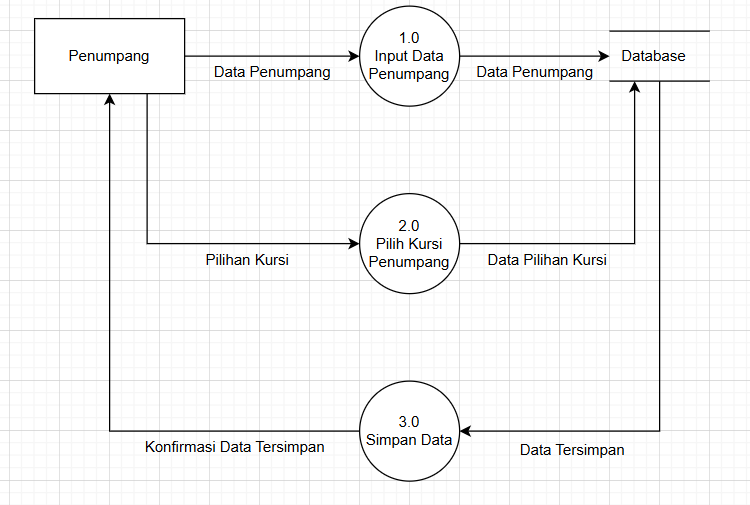 Penumpang
Data Penumpang
1.0
Input Data
Penumpang
Data Penumpang
Database
Pilihan Kursi
2.0
Pilih Kursi
Penumpang
Data Pilihan Kursi
Konfirmasi Data Tersimpan
3.0
Simpan Data
Data Tersimpan